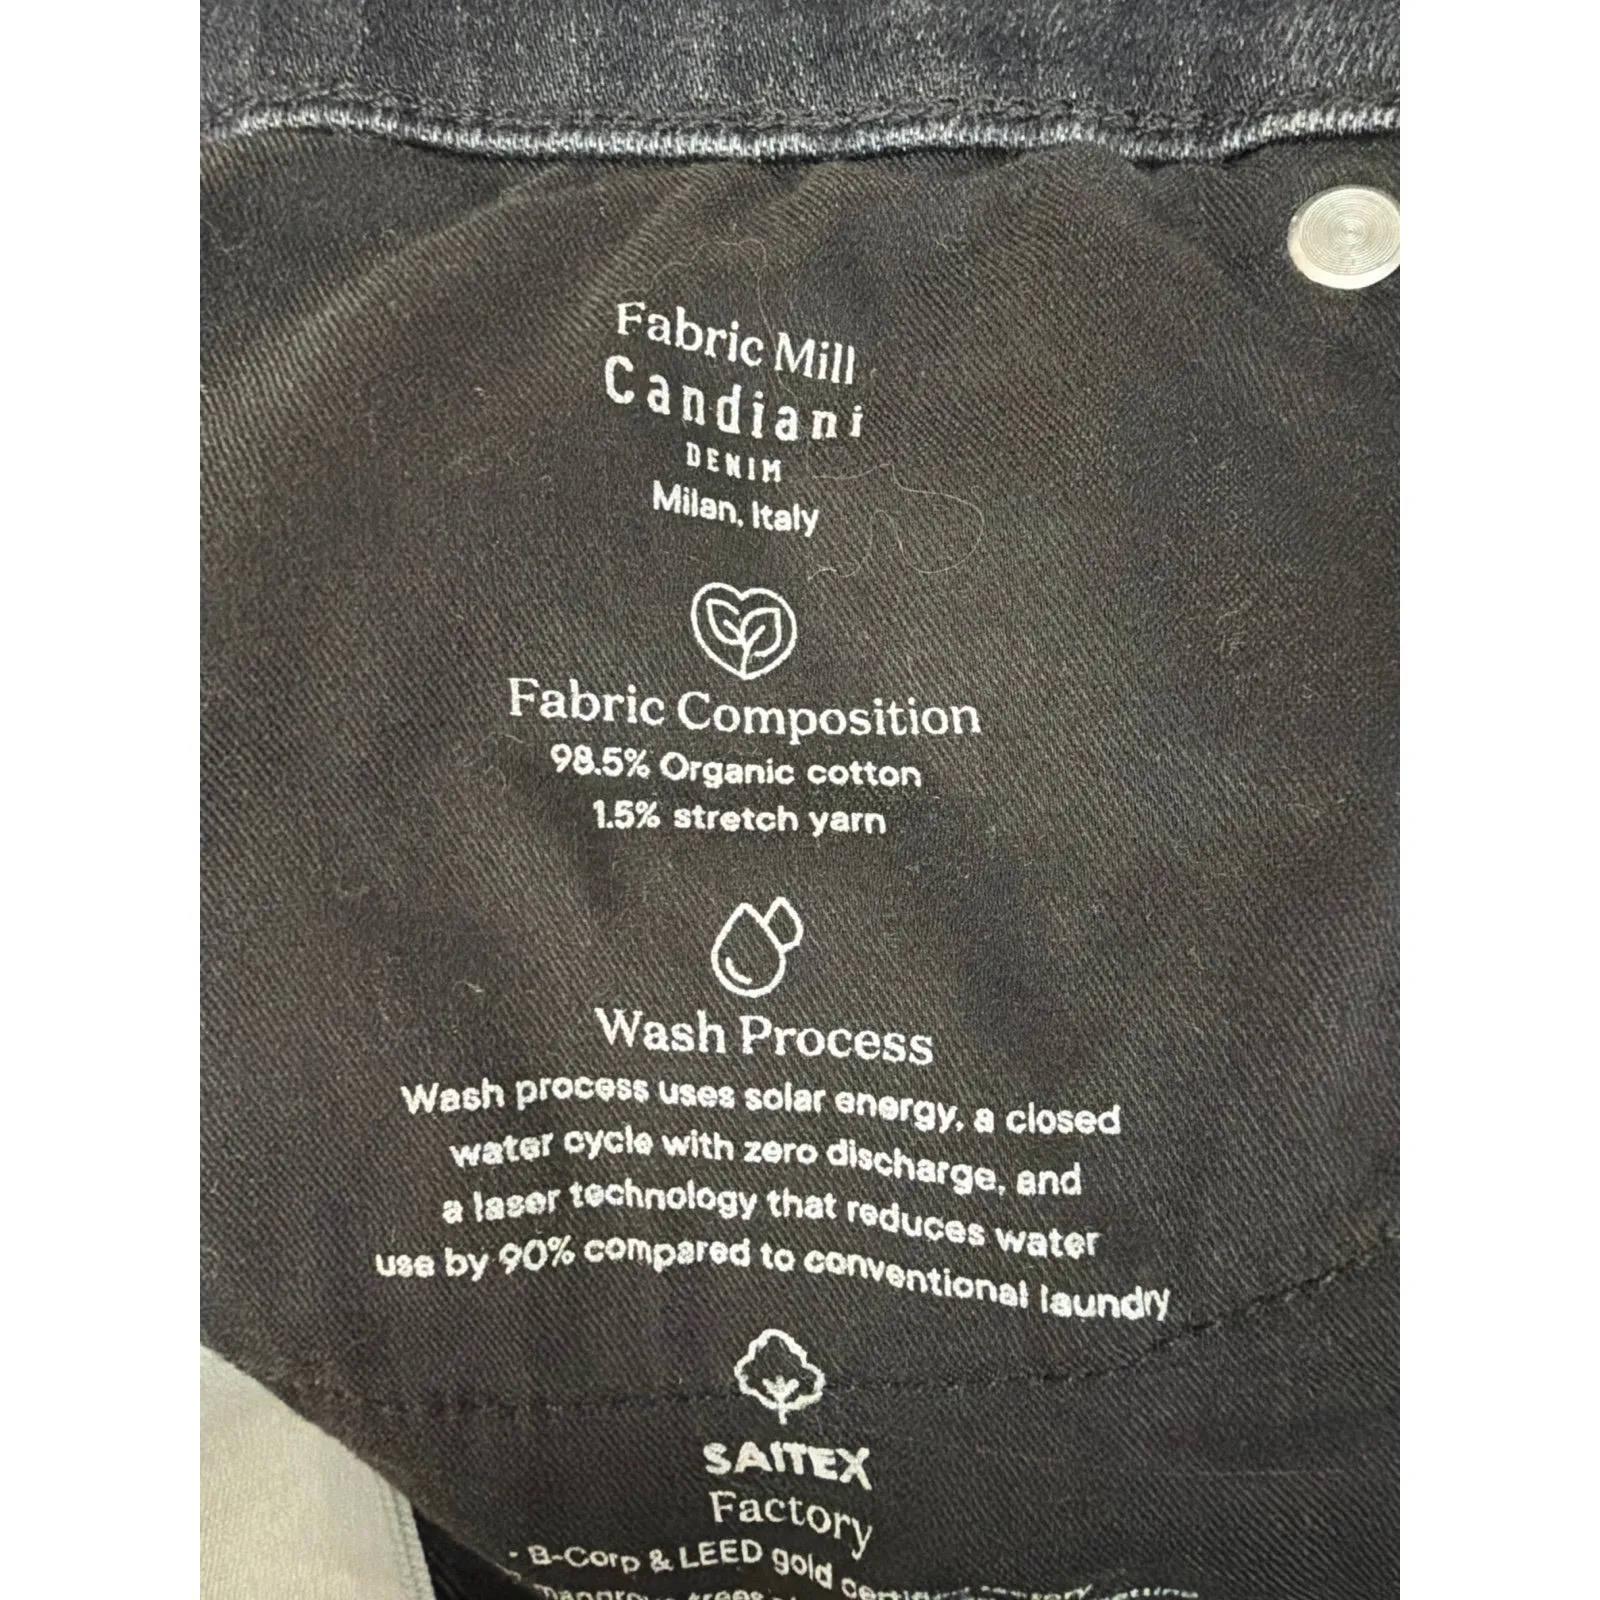 Fabric Mill
Candiani
DENIM
Milan, Italy
Fabric Composition
98.5% Organic cotton
1.5% stretch yarn
Wash Process
Wash process uses solar energy, a closed
water cycle with zero discharge, and
a laser technology that reduces water
use by 90% compared to conventional laundry
SAITEX
Factory
- B-Corp & LEED gold
trees